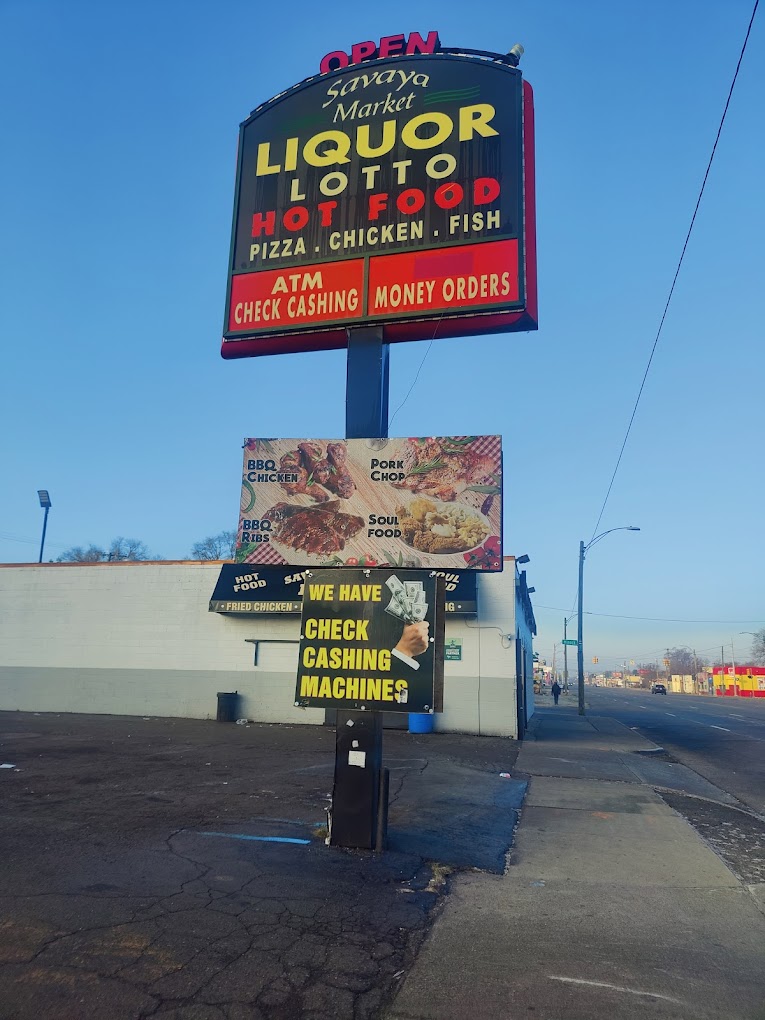 OPEN
Savaya
Market
LIQUOR
LOTTO
HOT FOOD
PIZZA . CHICKEN . FISH
ATM
CHECK CASHING
MONEY ORDERS
BBQ
CHICKEN
PORK
CHOP
BBQ
RIBS
SOUL
FOOD
HOT
FOOD
• FRIED CHICKEN •
WE HAVE
CHECK
CASHING
MACHINES